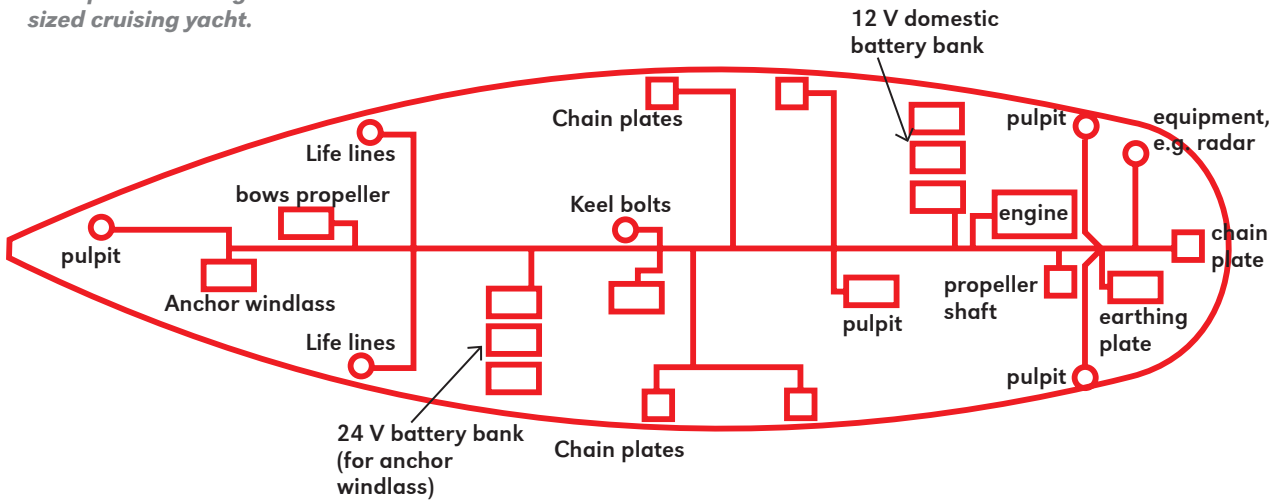 sized cruising yacht.
12 V domestic
battery bank
Chain plates
pulpit
equipment,
e.g. radar
Life lines
bows propeller
Keel bolts
engine
pulpit
chain
plate
Anchor windlass
propeller
shaft
pulpit
earthing
plate
Life lines
pulpit
24 V battery bank
(for anchor
windlass)
Chain plates